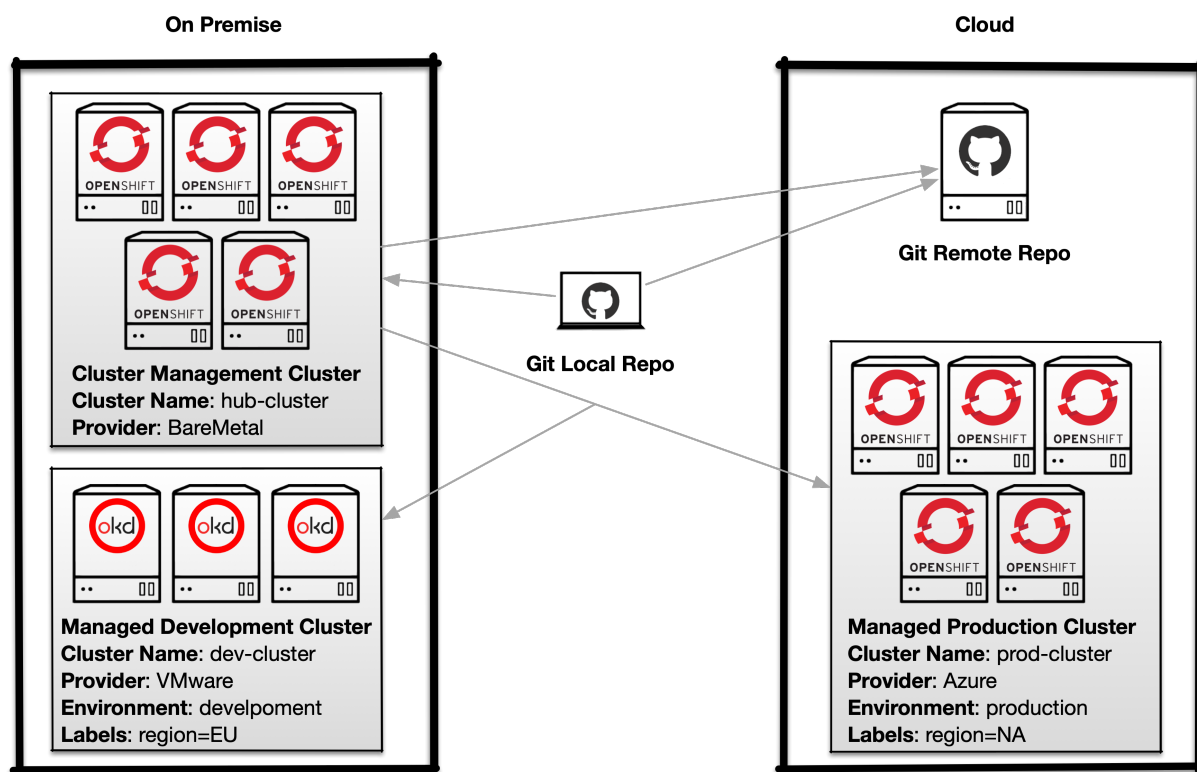 On Premise
Cloud
OPENSHIFT OPENSHIFT OPENSHIFT
OPENSHIFT OPENSHIFT
Cluster Management Cluster
Cluster Name: hub-cluster
Provider: BareMetal
okd okd okd
Managed Development Cluster
Cluster Name: dev-cluster
Provider: VMware
Environment: develpoment
Labels: region=EU
Git Local Repo
Git Remote Repo
OPENSHIFT OPENSHIFT OPENSHIFT
OPENSHIFT OPENSHIFT
Managed Production Cluster
Cluster Name: prod-cluster
Provider: Azure
Environment: production
Labels: region=NA